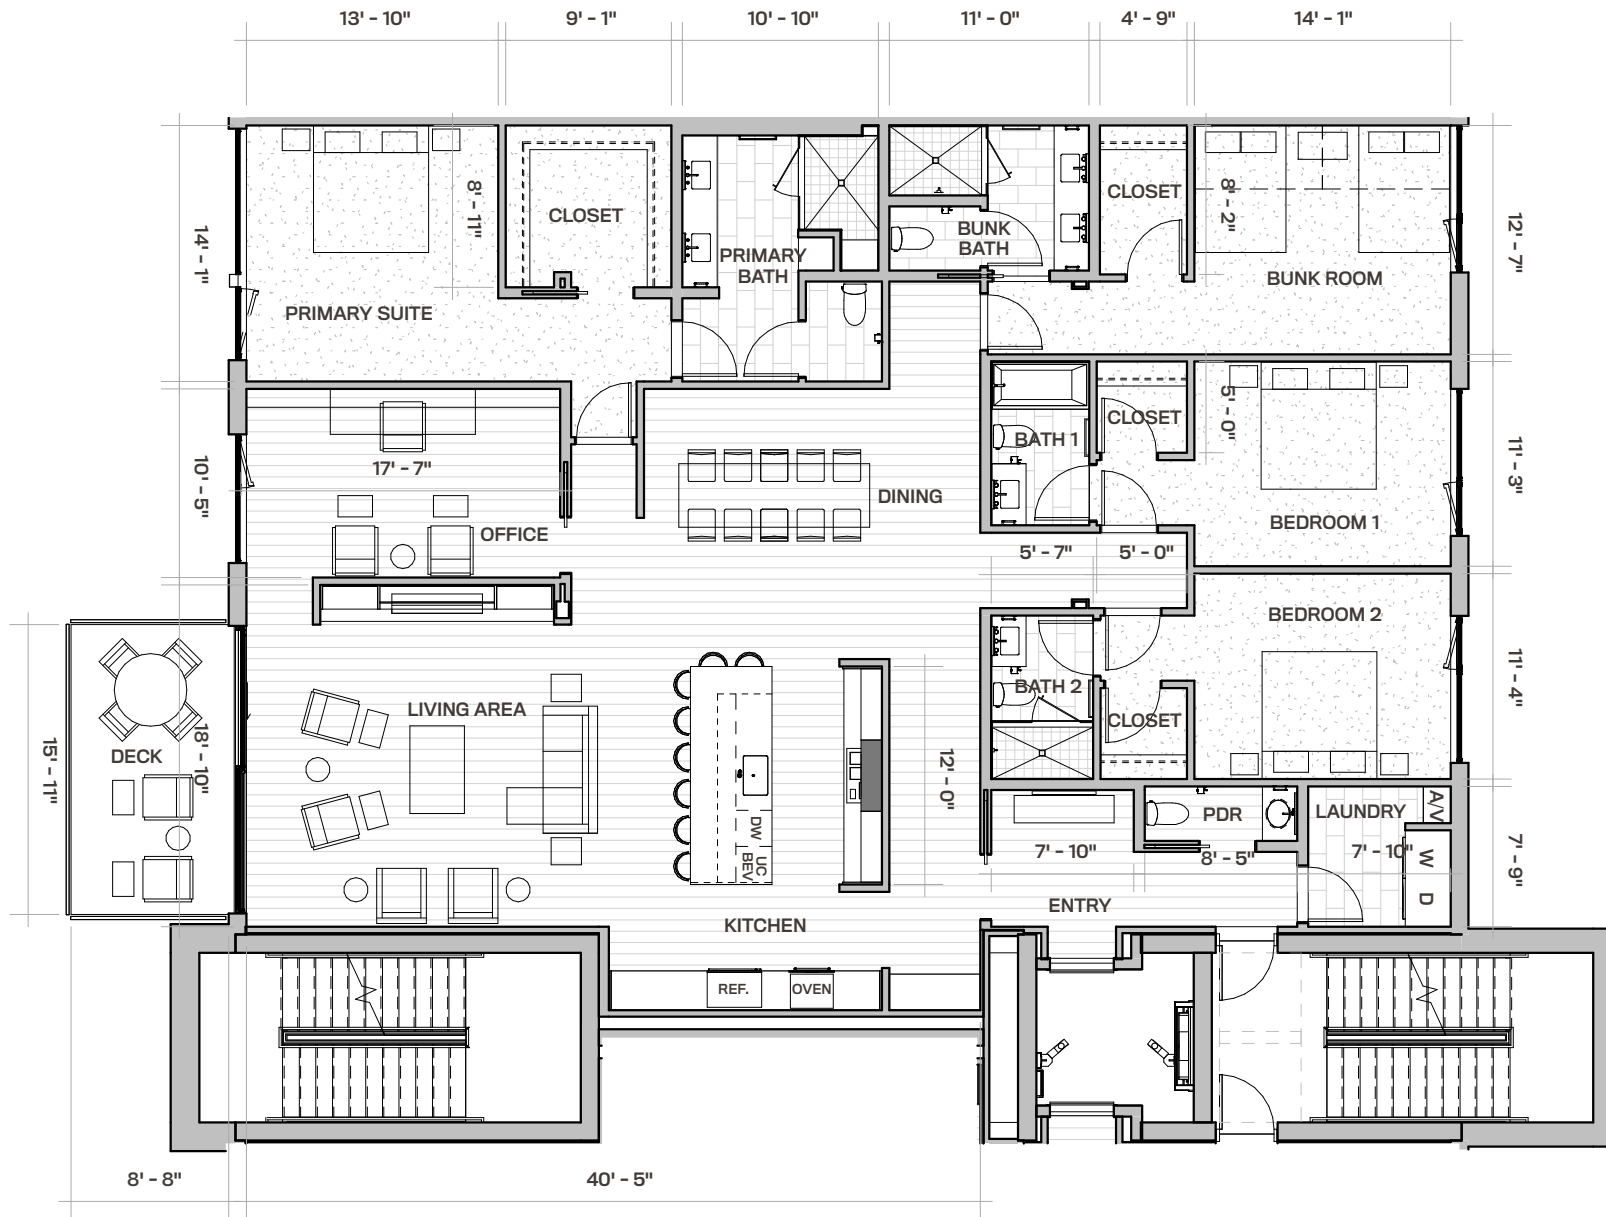 13' - 10"
9' - 1"
10' - 10"
11' - 0"
4' - 9"
14' - 1"
8' - 11"
CLOSET
CLOSET
8' - 2"
14' - 1"
PRIMARY
BATH
BUNK
BATH
12' - 7"
BUNK ROOM
PRIMARY SUITE
CLOSET
5' - 0"
BATH 1
17' - 7"
10' - 5"
11' - 3"
DINING
BEDROOM 1
OFFICE
5' - 7"
5' - 0"
BEDROOM 2
11' - 4"
BATH 2
LIVING AREA
CLOSET
DECK
18' - 10"
15' - 11"
12' - 0"
A/V
PDR
LAUNDRY
DW
7' - 10"
8' - 5"
7' - 10"
W
7' - 9"
UC
BEV
D
ENTRY
KITCHEN
REF.
OVEN
8' - 8"
40' - 5"